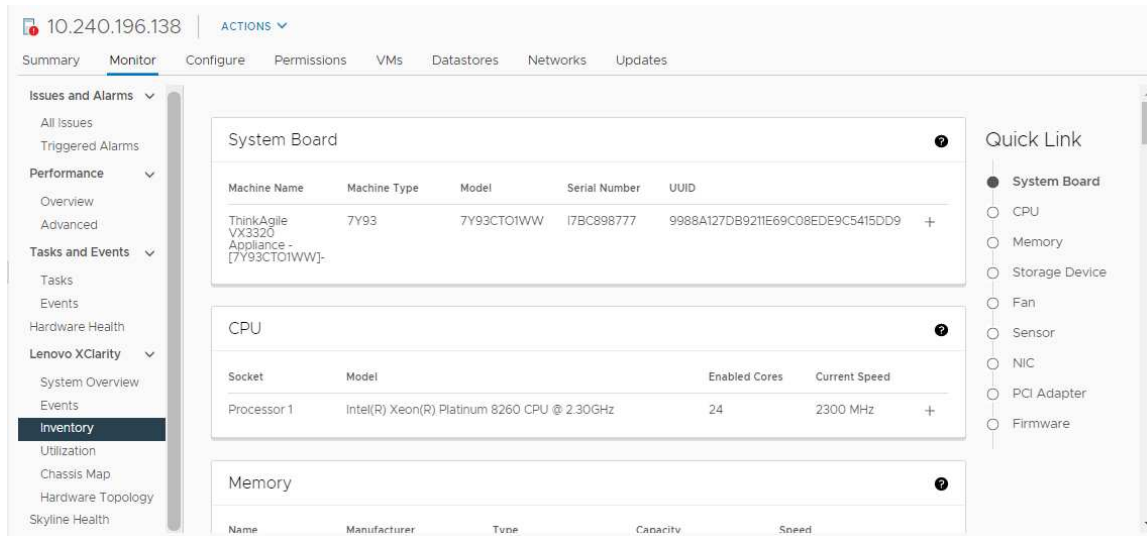 10.240.196.138 ACTIONS
Summary Monitor Configure Permissions VMs Datastores Networks Updates
Issues and Alarms
All Issues
Triggered Alarms
Performance
Overview
Advanced
Tasks and Events
Tasks
Events
Hardware Health
Lenovo XClarity
System Overview
Events
Inventory
Utilization
Chassis Map
Hardware Topology
Skyline Health
System Board
Machine Name Machine Type Model Serial Number UUID
ThinkAgile 7Y93 7Y93CTO1WW I7BC898777 9988A127DB9211E69C08EDE9C5415DD9 +
VX3320
Appliance -
[7Y93CTO1WW]-
CPU
Socket Model Enabled Cores Current Speed
Processor 1 Intel(R) Xeon(R) Platinum 8260 CPU @ 2.30GHz 24 2300 MHz +
Memory
Name Manufacturer Type Capacity Speed
Quick Link
System Board
CPU
Memory
Storage Device
Fan
Sensor
NIC
PCI Adapter
Firmware